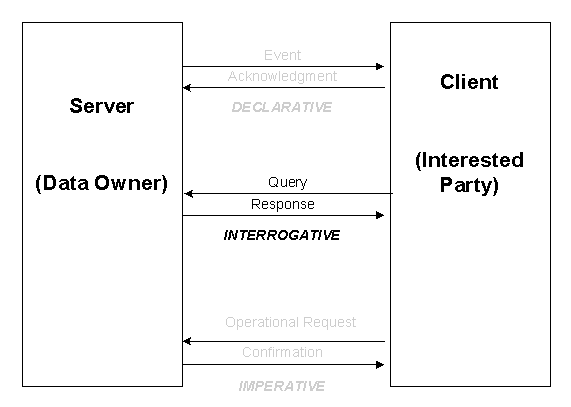 Server
(Data Owner)
Event
Acknowledgment
DECLARATIVE
Query
Response
INTERROGATIVE
Operational Request
Confirmation
IMPERATIVE
Client
(Interested
Party)